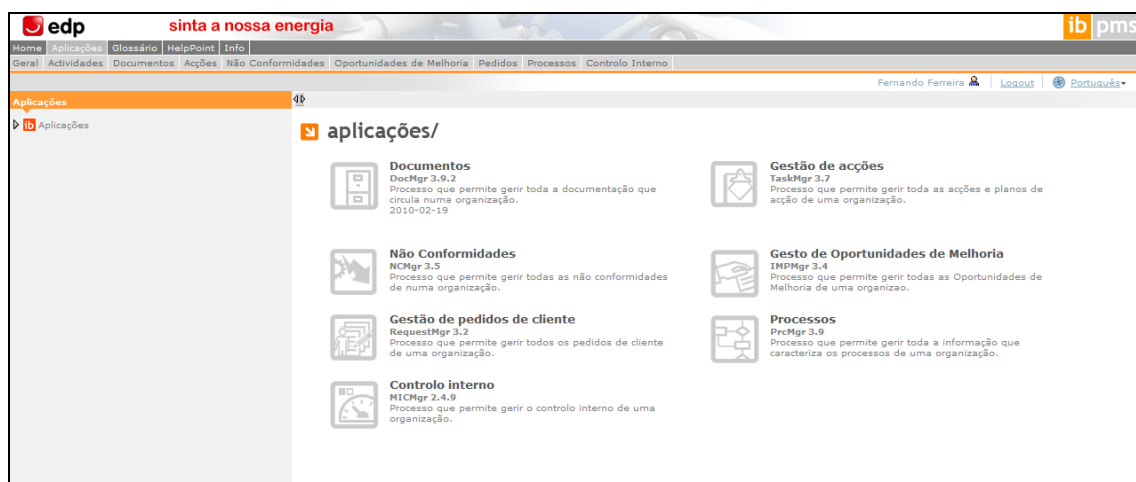 edp sinta a nossa energia ib pms
Home Aplicações Glossário HelpPoint Info
Geral Actividades Documentos Acções Não Conformidades Oportunidades de Melhoria Pedidos Processos Controlo Interno
Fernando Ferreira Logout Português
Aplicações
ib Aplicações
aplicações/
Documentos
DocMgr 3.9.2
Processo que permite gerir toda a documentação que
circula numa organização.
2010-02-19
Gestão de acções
TaskMgr 3.7
Processo que permite gerir toda as acções e planos de
acção de uma organização.
Não Conformidades
NCMgr 3.5
Processo que permite gerir todas as não conformidades
de numa organização.
Gesto de Oportunidades de Melhoria
IMPMgr 3.4
Processo que permite gerir todas as Oportunidades de
Melhoria de uma organizao.
Gestão de pedidos de cliente
RequestMgr 3.2
Processo que permite gerir todos os pedidos de cliente
de uma organização.
Processos
PrcMgr 3.9
Processo que permite gerir toda a informação que
caracteriza os processos de uma organização.
Controlo interno
MICMgr 2.4.9
Processo que permite gerir o controlo interno de uma
organização.